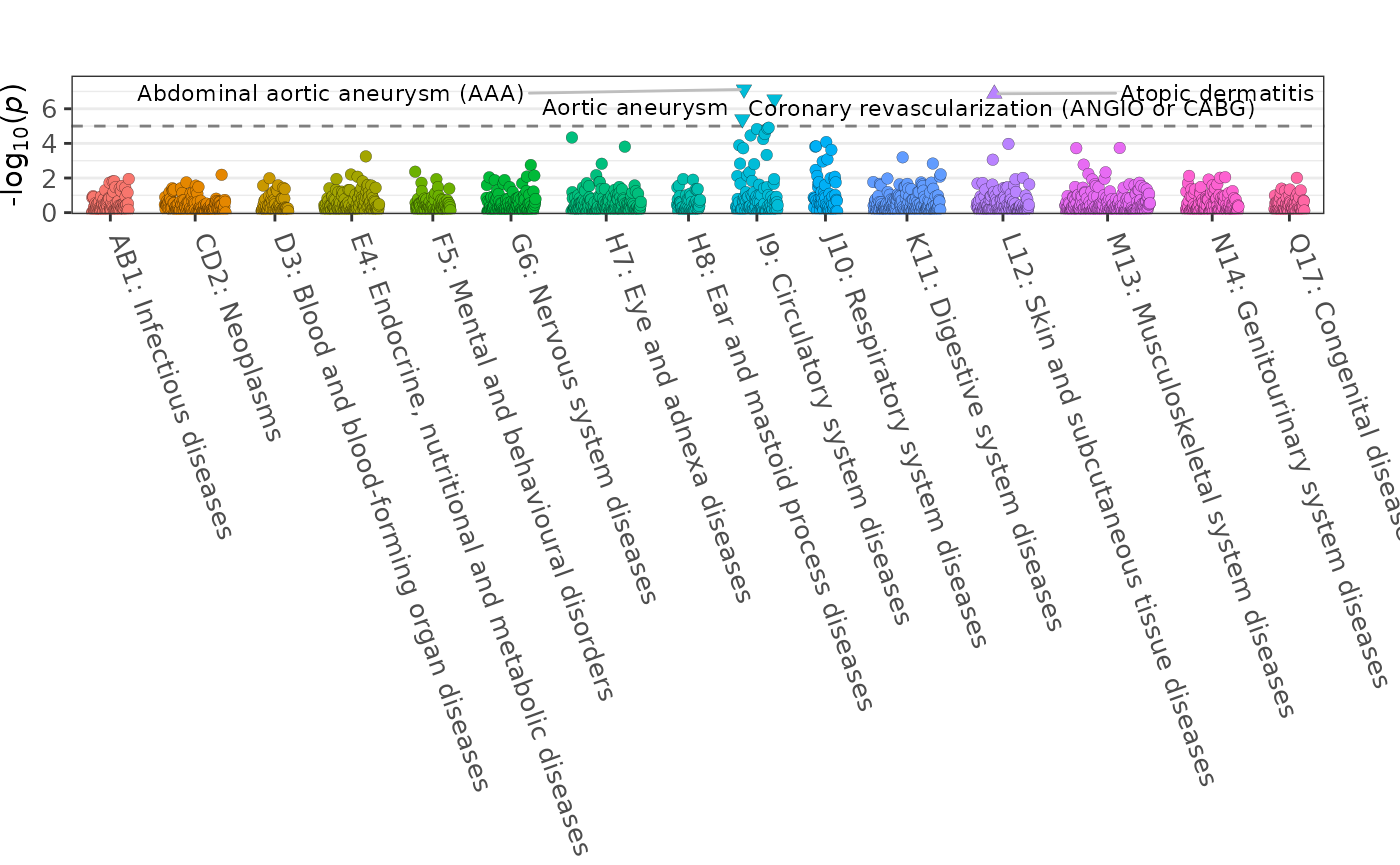 -log10(p)
6
4
2
0
Abdominal aortic aneurysm (AAA)
Atopic dermatitis
Aortic aneurysm
Coronary revascularization (ANGIO or CABG)
AB1: Infectious diseases
CD2: Neoplasms
D3: Blood and blood-forming organ diseases
E4: Endocrine, nutritional and metabolic diseases
F5: Mental and behavioural disorders
G6: Nervous system diseases
H7: Eye and adnexa diseases
H8: Ear and mastoid process diseases
I9: Circulatory system diseases
J10: Respiratory system diseases
K11: Digestive system diseases
L12: Skin and subcutaneous tissue diseases
M13: Musculoskeletal system diseases
N14: Genitourinary system diseases
Q17: Congenital disease